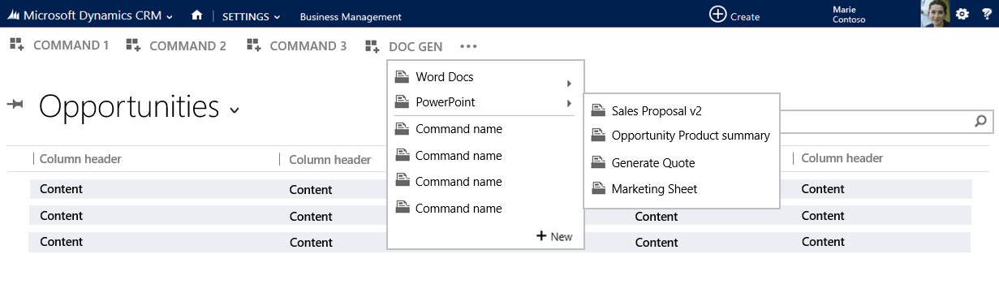 Microsoft Dynamics CRM
SETTINGS
Business Management
Create
Marie
Contoso
?
COMMAND 1
COMMAND 2
COMMAND 3
DOC GEN
...
Opportunities
Word Docs
PowerPoint
Command name
Command name
Command name
Command name
+ New
Sales Proposal v2
Opportunity Product summary
Generate Quote
Marketing Sheet
Column header
Column header
Column header
Content
Content
Content
Content
Content
Content
Content
Content
Content
Content
Content